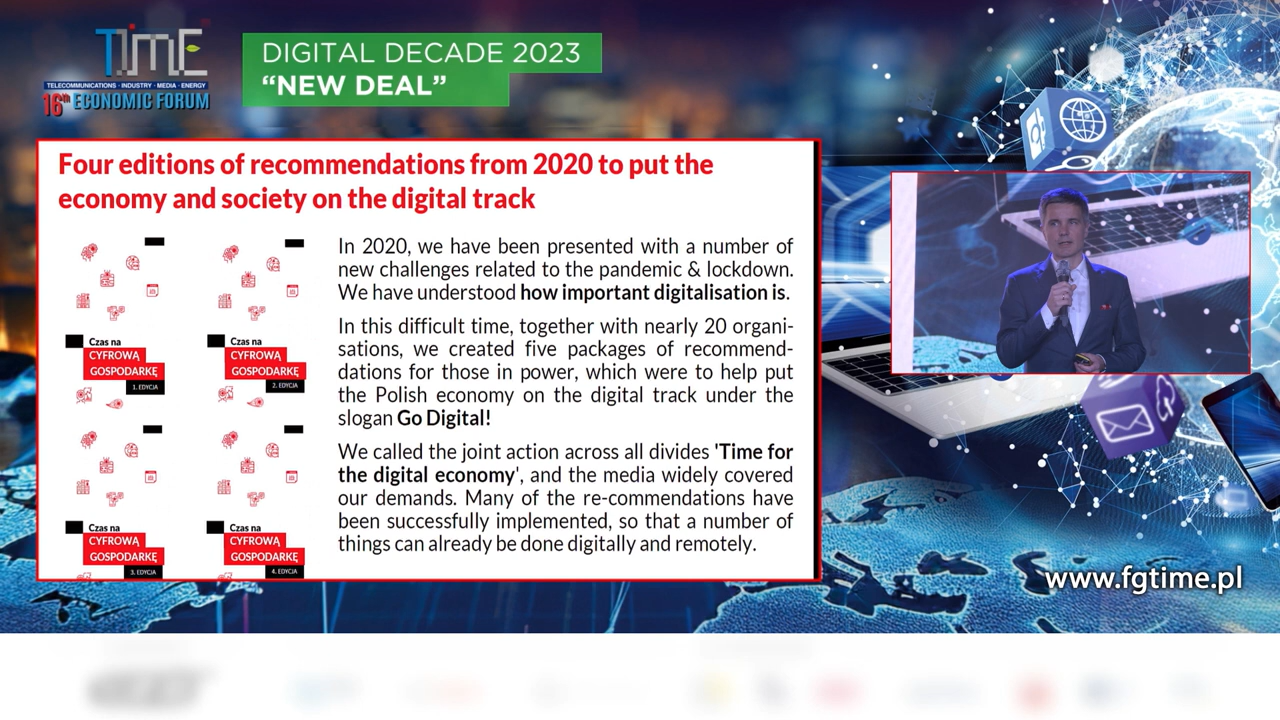 TIME
TELECOMMUNICATIONS · INDUSTRY · MEDIA · ENERGY
16th ECONOMIC FORUM
DIGITAL DECADE 2023
“NEW DEAL”
Four editions of recommendations from 2020 to put the
economy and society on the digital track
Czas na
CYFROWĄ
GOSPODARKĘ
1. EDYCJA
Czas na
CYFROWĄ
GOSPODARKĘ
2. EDYCJA
Czas na
CYFROWĄ
GOSPODARKĘ
3. EDYCJA
Czas na
CYFROWĄ
GOSPODARKĘ
4. EDYCJA
In 2020, we have been presented with a number of
new challenges related to the pandemic & lockdown.
We have understood how important digitalisation is.
In this difficult time, together with nearly 20 organi-
sations, we created five packages of recommend-
dations for those in power, which were to help put
the Polish economy on the digital track under the
slogan Go Digital!
We called the joint action across all divides 'Time for
the digital economy', and the media widely covered
our demands. Many of the re-commendations have
been successfully implemented, so that a number of
things can already be done digitally and remotely.
www.fgtime.pl